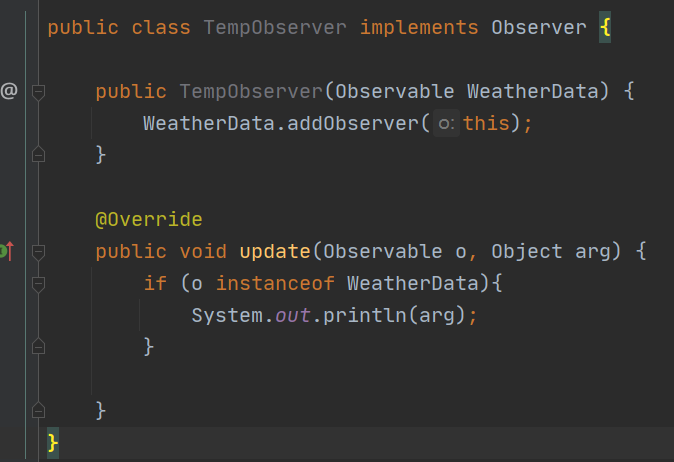 public class TempObserver implements Observer {
@ public TempObserver(Observable WeatherData) {
WeatherData.addObserver( o: this);
}
@Override
public void update(Observable o, Object arg) {
if (o instanceof WeatherData){
System.out.println(arg);
}
}
}